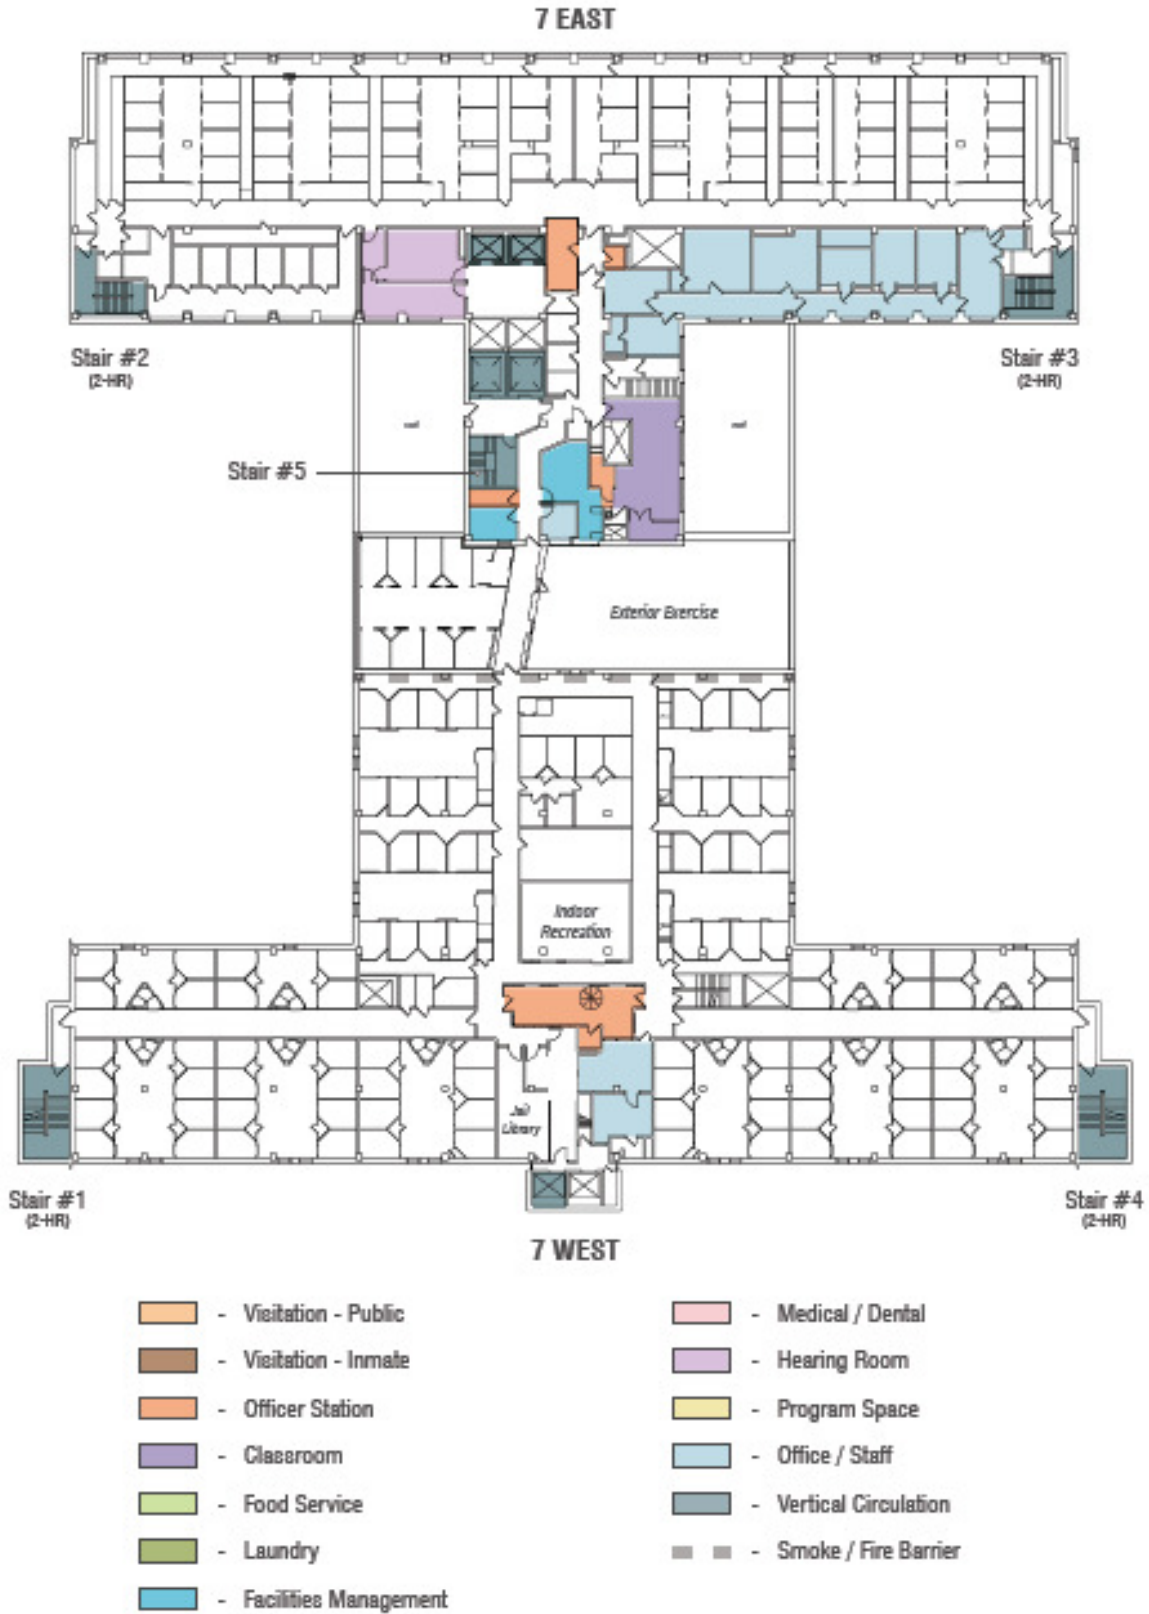 7 EAST
Stair #2
(2-HR)
Stair #3
(2-HR)
Stair #5
Exterior Exercise
Indoor
Recreation
Jail
Library
Stair #1
(2-HR)
Stair #4
(2-HR)
7 WEST
- Visitation - Public
- Visitation - Inmate
- Officer Station
- Classroom
- Food Service
- Laundry
- Facilities Management
- Medical / Dental
- Hearing Room
- Program Space
- Office / Staff
- Vertical Circulation
- Smoke / Fire Barrier